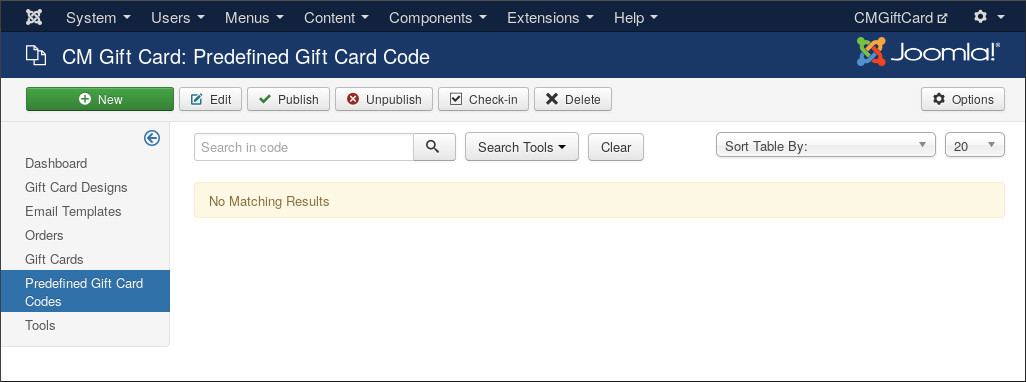 System Users Menus Content Components Extensions Help CMGiftCard
CM Gift Card: Predefined Gift Card Code Joomla!®
New Edit Publish Unpublish Check-in Delete Options
Search in code Search Tools Clear Sort Table By: 20
Dashboard
Gift Card Designs
Email Templates
Orders
Gift Cards
Predefined Gift Card
Codes
Tools
No Matching Results